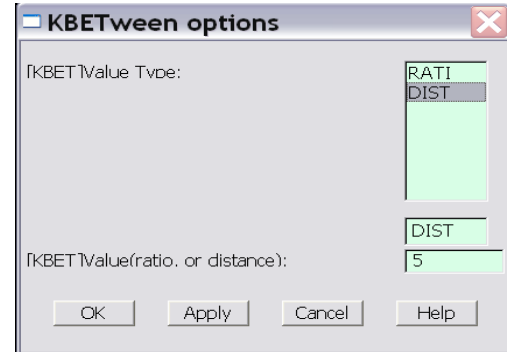 KBETween options
[KBET]Value Type:
RATI
DIST
DIST
[KBET]Value(ratio, or distance):
5
OK
Apply
Cancel
Help